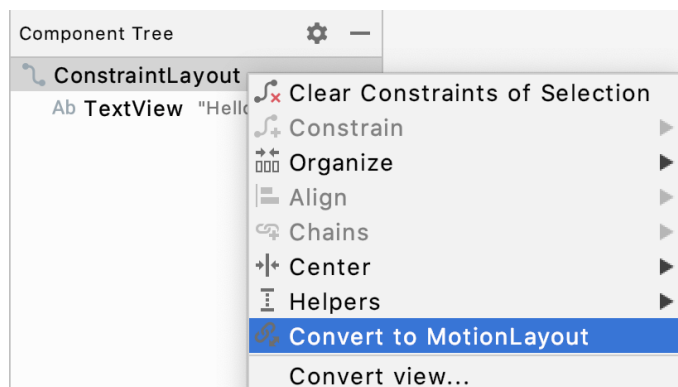 Component Tree
ConstraintLayout
Ab TextView
Clear Constraints of Selection
Constrain
Organize
Align
Chains
Center
Helpers
Convert to MotionLayout
Convert view...